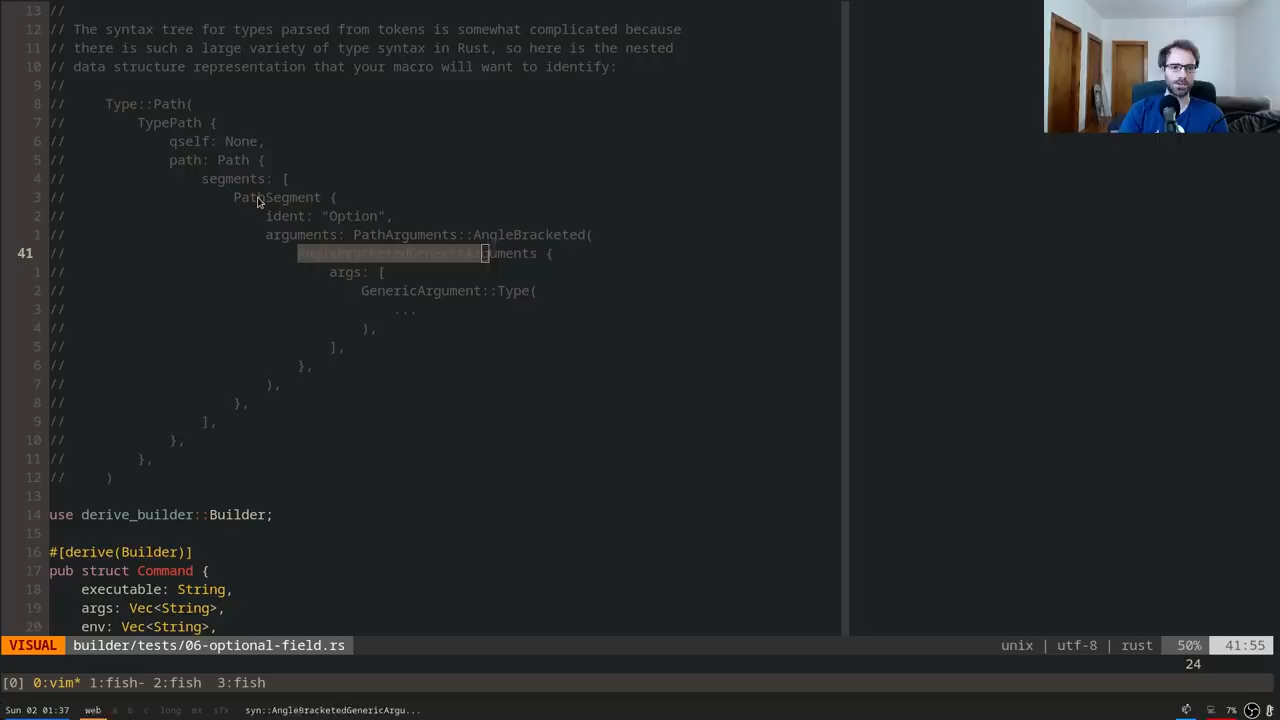 13 //
12 // The syntax tree for types parsed from tokens is somewhat complicated because
11 // there is such a large variety of type syntax in Rust, so here is the nested
10 // data structure representation that your macro will want to identify:
9 //
8 //     Type::Path(
7 //         TypePath {
6 //             qself: None,
5 //             path: Path {
4 //                 segments: [
3 //                     PathSegment {
2 //                         ident: "Option",
1 //                         arguments: PathArguments::AngleBracketed(
41 //                             AngleBracketedGenericArguments {
1 //                                 args: [
2 //                                     GenericArgument::Type(
3 //                                         ...
4 //                                     ),
5 //                                 ],
6 //                             },
7 //                         ),
8 //                     },
9 //                 ],
10 //             },
11 //         },
12 //     )
13
14 use derive_builder::Builder;
15
16 #[derive(Builder)]
17 pub struct Command {
18     executable: String,
19     args: Vec<String>,
20     env: Vec<String>,
VISUAL builder/tests/06-optional-field.rs unix | utf-8 | rust 50% 41:55
24
[0] 0:vim* 1:fish- 2:fish 3:fish
Sun 02 01:37 web a b c long mx sfx syn::AngleBracketedGenericArgu... 7%